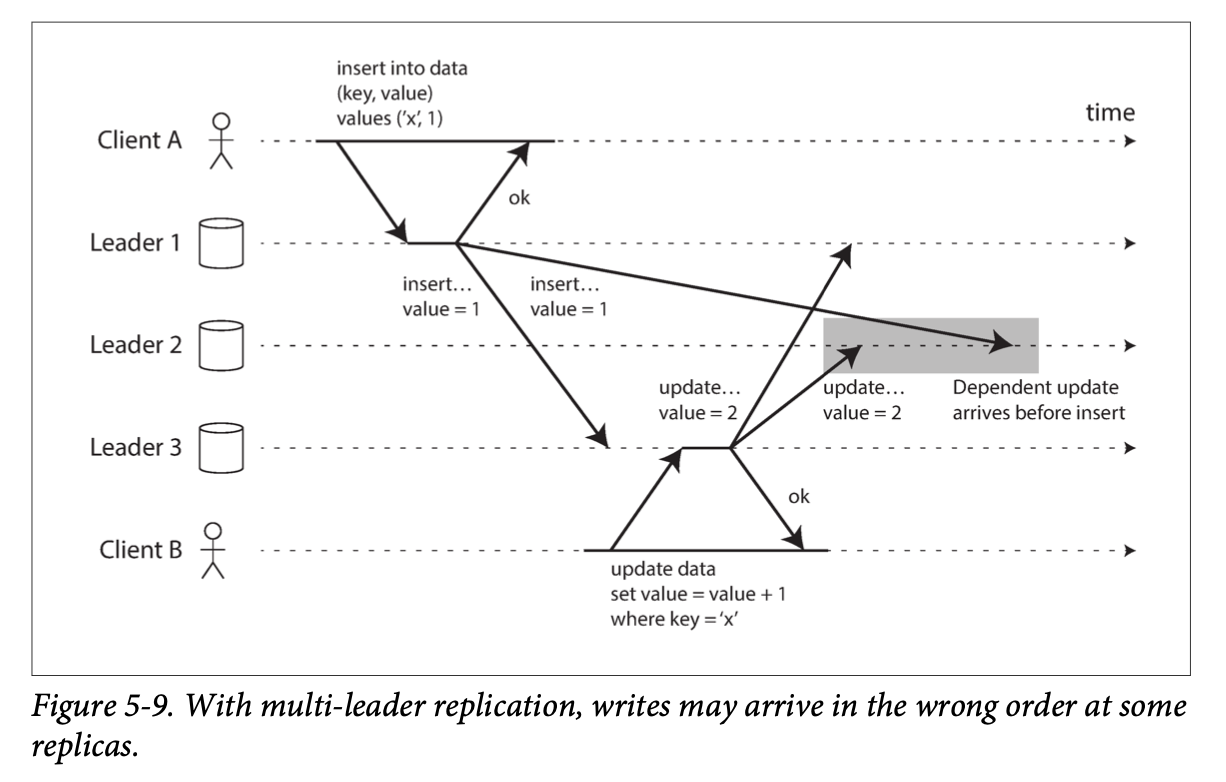 insert into data
(key, value)
values (‘x’, 1)
time
Client A
ok
Leader 1
insert…
value = 1
insert…
value = 1
Leader 2
update…
value = 2
update…
value = 2
Dependent update
arrives before insert
Leader 3
ok
Client B
update data
set value = value + 1
where key = ‘x’
Figure 5-9. With multi-leader replication, writes may arrive in the wrong order at some
replicas.